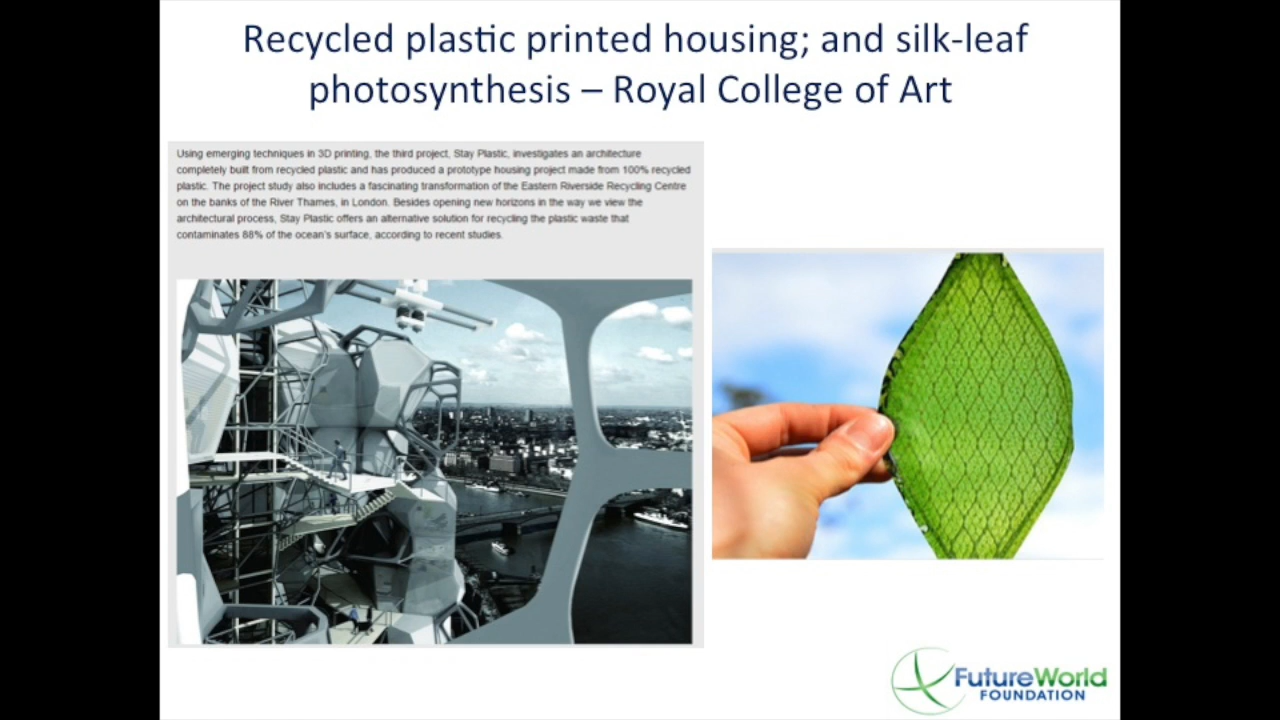 Recycled plastic printed housing; and silk-leaf
photosynthesis – Royal College of Art
Using emerging techniques in 3D printing, the third project, Stay Plastic, investigates an architecture
completely built from recycled plastic and has produced a prototype housing project made from 100% recycled
plastic. The project study also includes a fascinating transformation of the Eastern Riverside Recycling Centre
on the banks of the River Thames, in London. Besides opening new horizons in the way we view the
architectural process, Stay Plastic offers an alternative solution for recycling the plastic waste that
contaminates 88% of the ocean's surface, according to recent studies.
FutureWorld
FOUNDATION